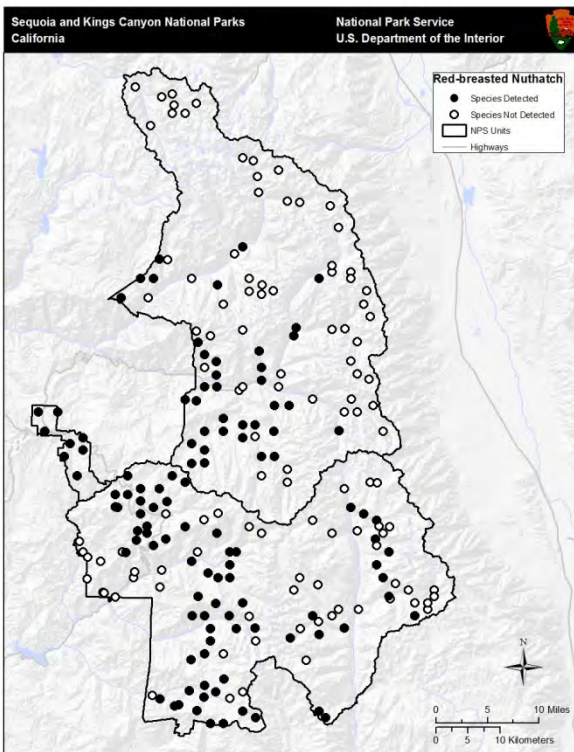 Sequoia and Kings Canyon National Parks
California
National Park Service
U.S. Department of the Interior
Red-breasted Nuthatch
Species Detected
Species Not Detected
NPS Units
Highways
N
0 5 10 Miles
0 5 10 Kilometers